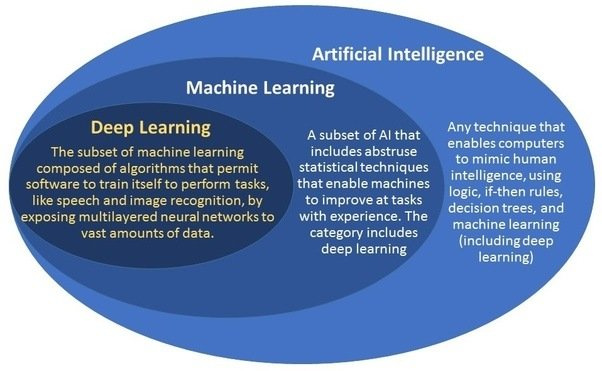 Artificial Intelligence
Machine Learning
Deep Learning
The subset of machine learning
composed of algorithms that permit
software to train itself to perform tasks,
like speech and image recognition, by
exposing multilayered neural networks to
vast amounts of data.
A subset of AI that
includes abstruse
statistical techniques
that enable machines
to improve at tasks
with experience. The
category includes
deep learning
Any technique that
enables computers
to mimic human
intelligence, using
logic, if-then rules,
decision trees, and
machine learning
(including deep
learning)